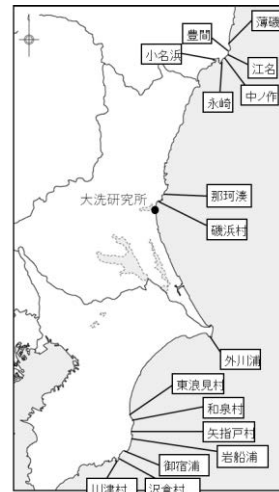 薄磯
豊間
小名浜
江名
中ノ作
永崎
那珂湊
大洗研究所
磯浜村
外川浦
東浪見村
和泉村
矢指戸村
岩船浦
御宿浦
沢倉村
川津村